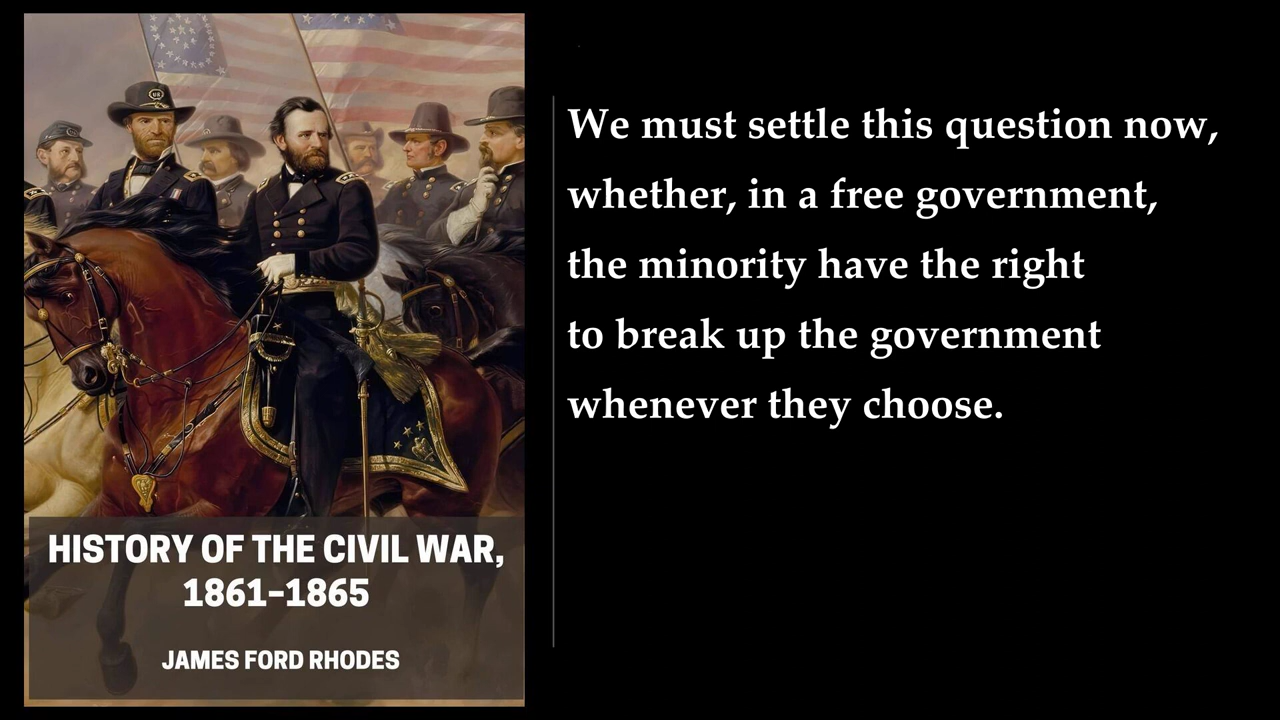 We must settle this question now,
whether, in a free government,
the minority have the right
to break up the government
whenever they choose.
HISTORY OF THE CIVIL WAR,
1861–1865
JAMES FORD RHODES